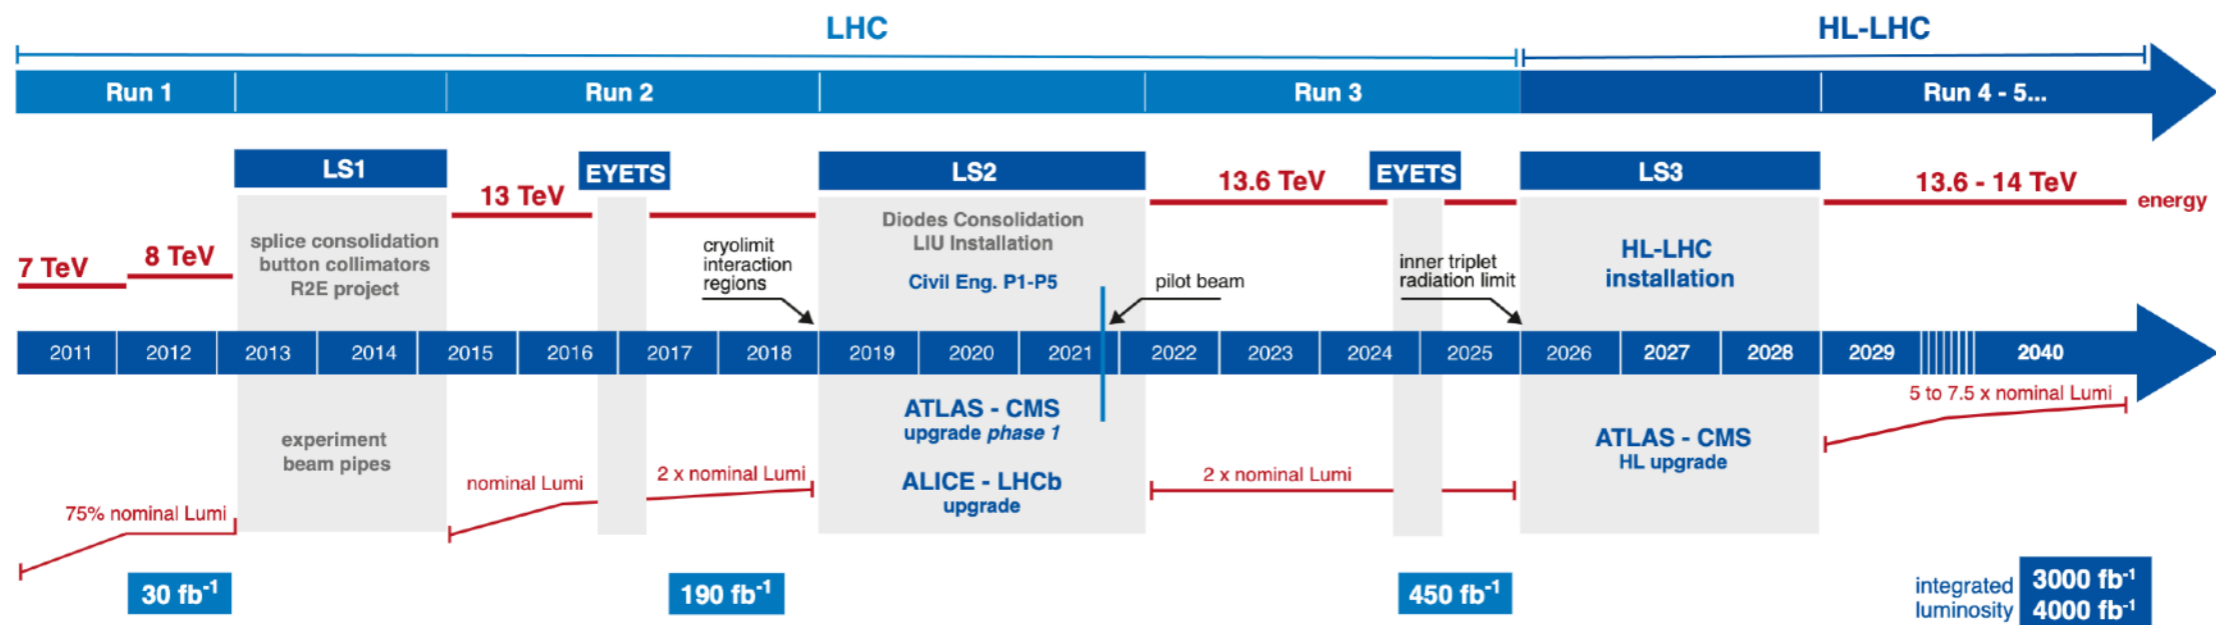 LHC
HL-LHC
Run 1
Run 2
Run 3
Run 4 - 5...
LS1
EYETS
LS2
EYETS
LS3
13 TeV
13.6 TeV
13.6 - 14 TeV
energy
7 TeV
8 TeV
splice consolidation
button collimators
R2E project
cryolimit
interaction
regions
Diodes Consolidation
LIU Installation
Civil Eng. P1-P5
pilot beam
inner triplet
radiation limit
HL-LHC
installation
2011 2012 2013 2014 2015 2016 2017 2018 2019 2020 2021 2022 2023 2024 2025 2026 2027 2028 2029 2040
experiment
beam pipes
ATLAS - CMS
upgrade phase 1
ALICE - LHCb
upgrade
ATLAS - CMS
HL upgrade
75% nominal Lumi
nominal Lumi
2 x nominal Lumi
2 x nominal Lumi
5 to 7.5 x nominal Lumi
30 fb⁻¹
190 fb⁻¹
450 fb⁻¹
integrated
luminosity
3000 fb⁻¹
4000 fb⁻¹